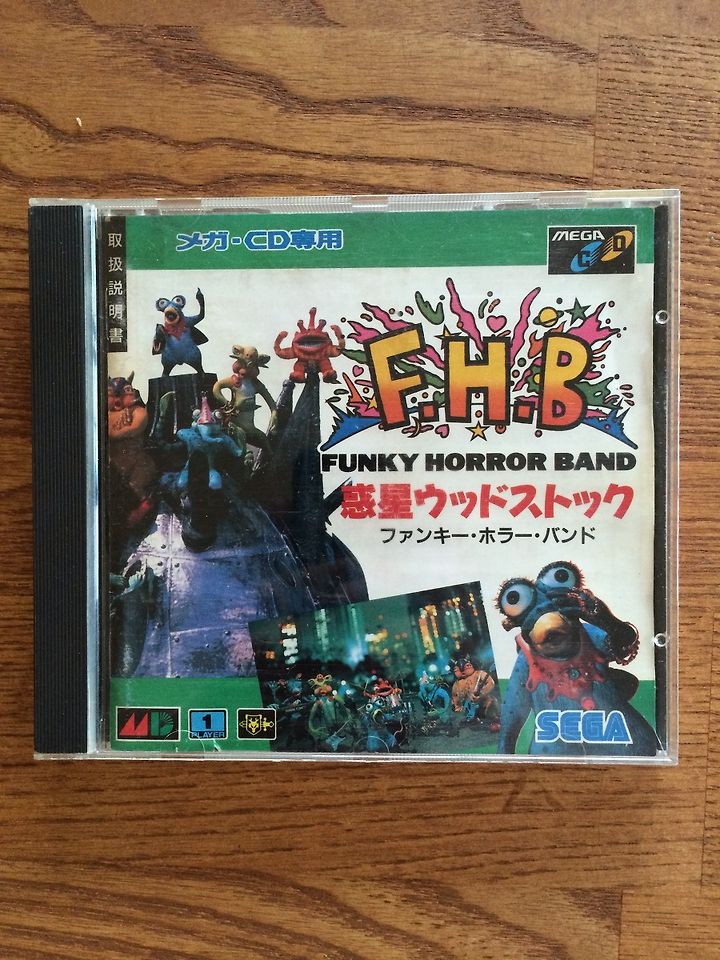 取扱説明書
メガ-CD専用
MEGA
CD
F.H.B
FUNKY HORROR BAND
惑星ウッドストック
ファンキー・ホラー・バンド
MD
1
PLAYER
SEGA